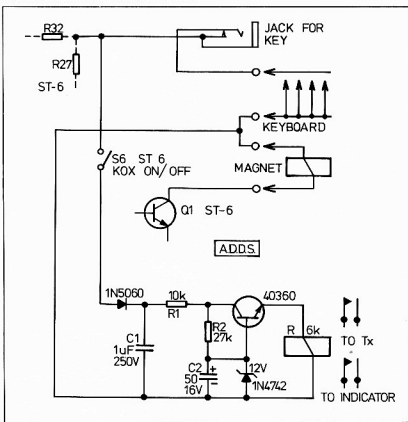 R32
JACK FOR
KEY
R27
ST-6
KEYBOARD
S6 ST 6
KOX ON/OFF
MAGNET
Q1 ST-6
A.D.D.S.
1N5060
10k
R1
40360
R 6k
TO Tx
C1
1uF
250V
R2
27k
C2
50
16V
+
12V
1N4742
TO INDICATOR